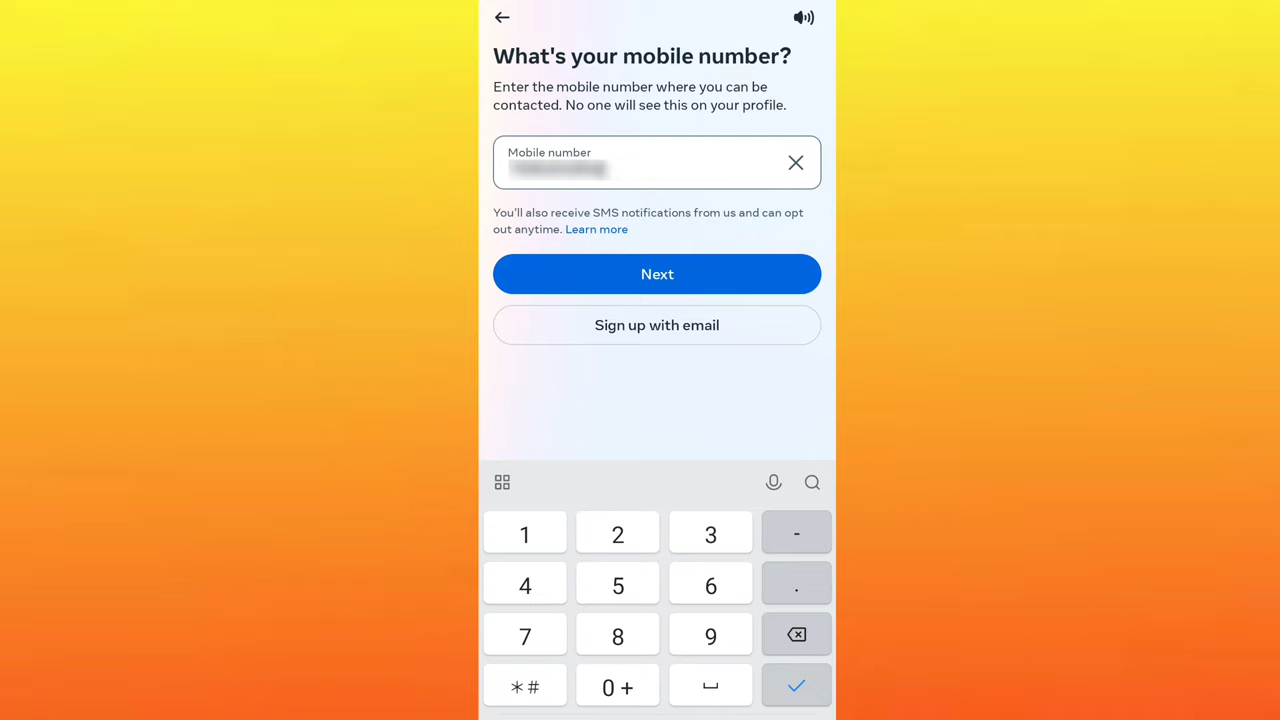 What's your mobile number?
Enter the mobile number where you can be
contacted. No one will see this on your profile.
Mobile number
You'll also receive SMS notifications from us and can opt
out anytime. Learn more
Next
Sign up with email
1 2 3 -
4 5 6 .
7 8 9
*# 0 +